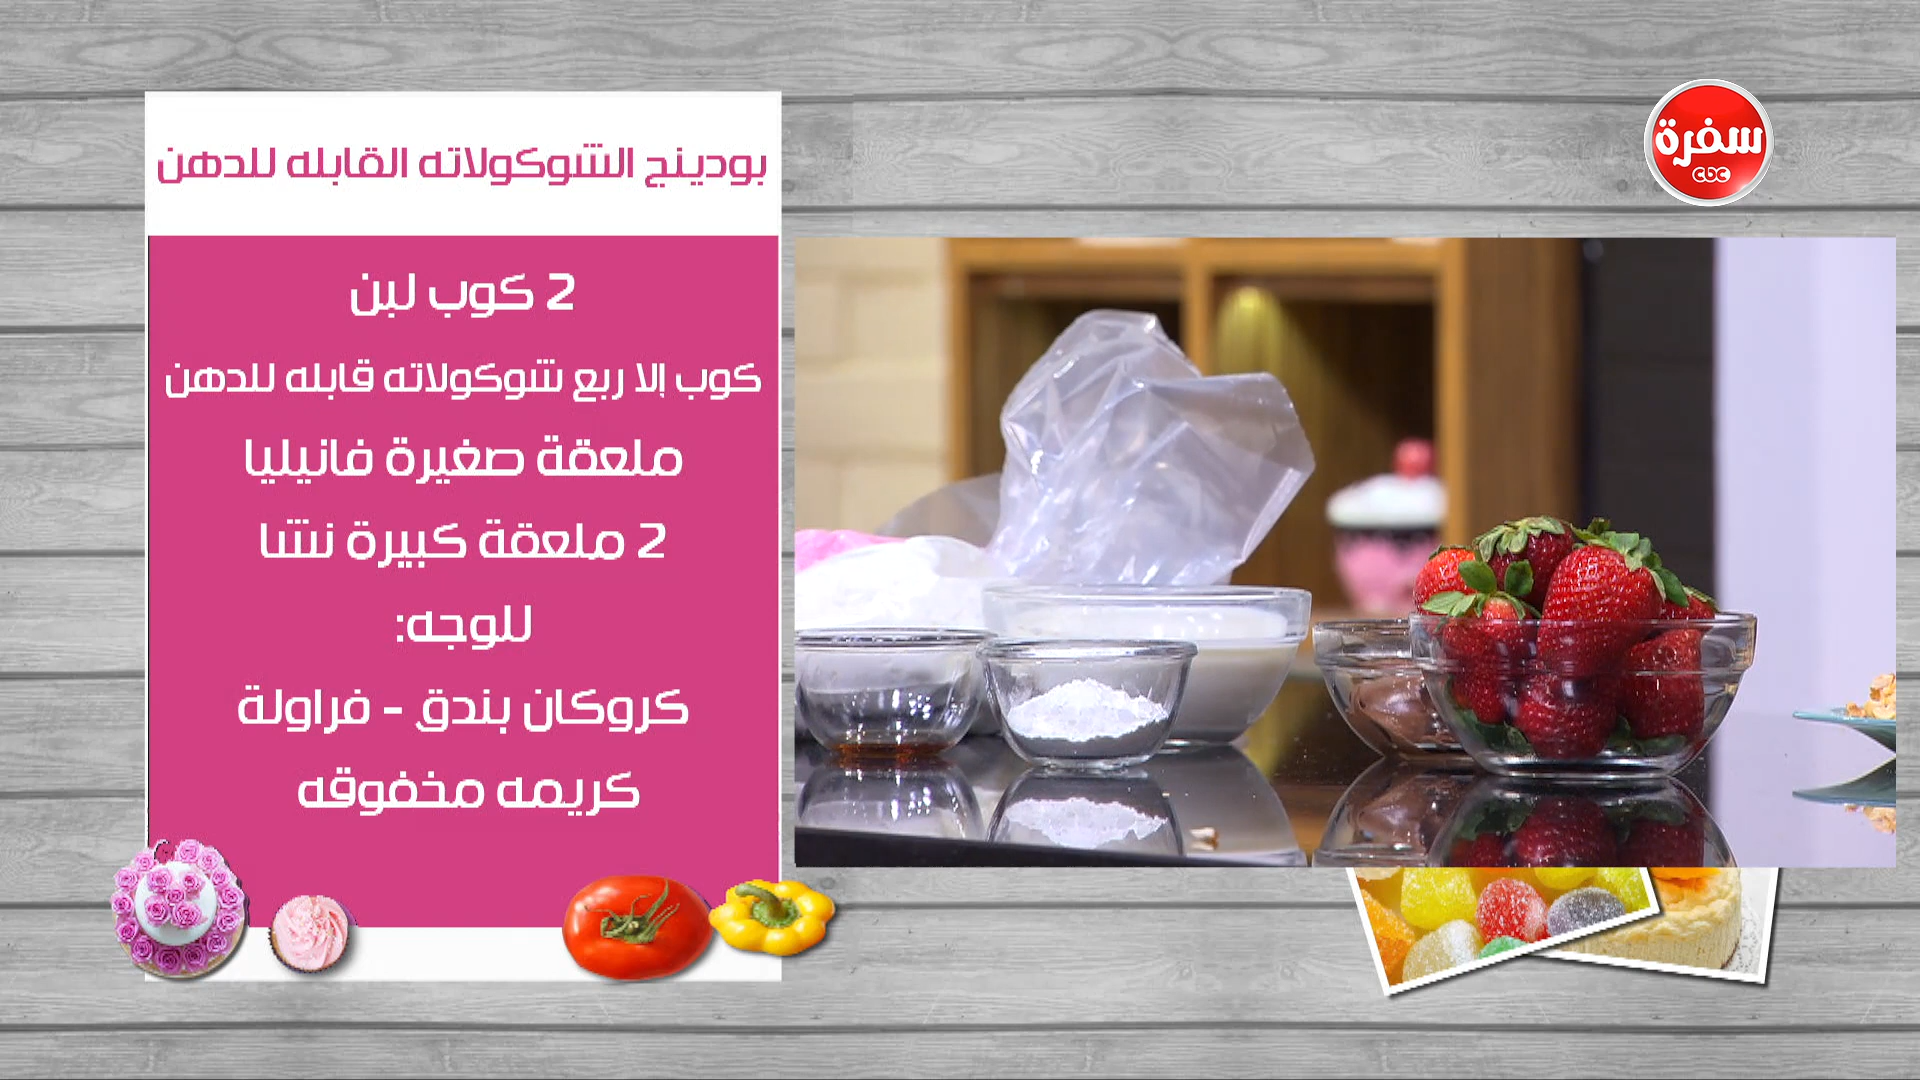 بودينج الشوكولاته القابله للدهن
2 كوب لبن
كوب إلا ربع شوكولاته قابله للدهن
ملعقة صغيرة فانيليا
2 ملعقة كبيرة نشا
للوجه:
كروكان بندق - فراولة
كريمه مخفوقه
سفرة
cbc